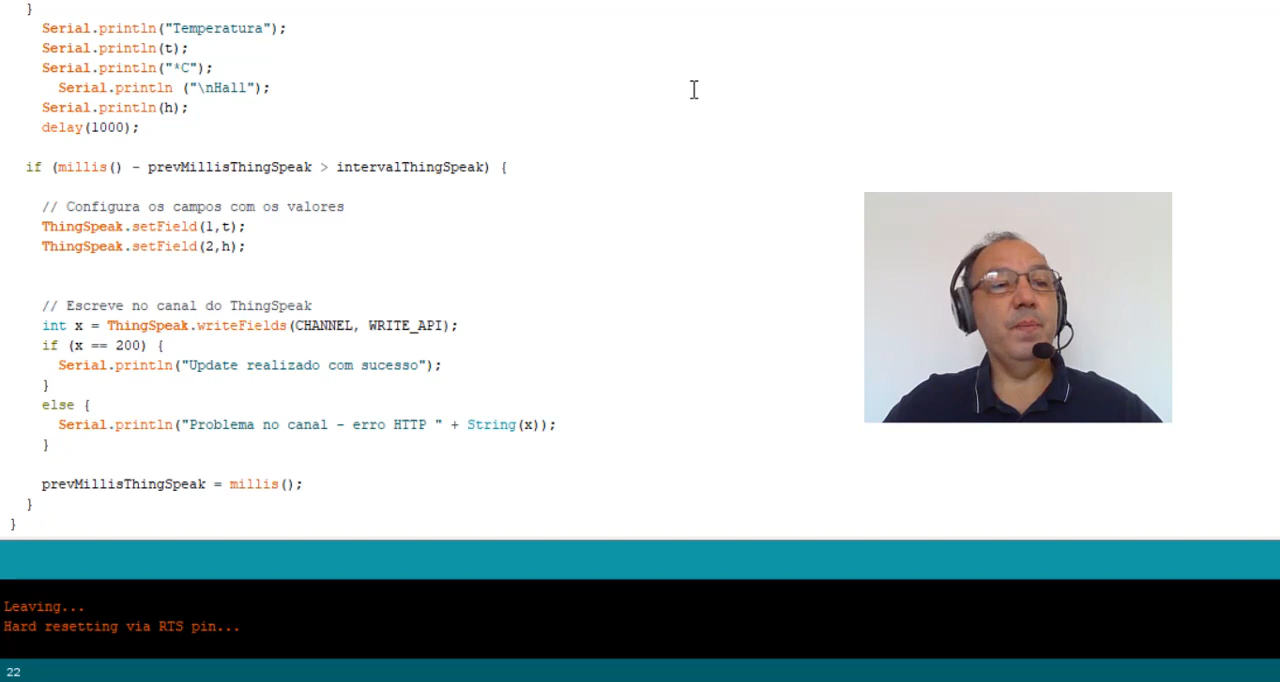 }
Serial.println("Temperatura");
Serial.println(t);
Serial.println("*C");
Serial.println ("\nHall");
Serial.println(h);
delay(1000);
if (millis() - prevMillisThingSpeak > intervalThingSpeak) {
// Configura os campos com os valores
ThingSpeak.setField(1,t);
ThingSpeak.setField(2,h);
// Escreve no canal do ThingSpeak
int x = ThingSpeak.writeFields(CHANNEL, WRITE_API);
if (x == 200) {
Serial.println("Update realizado com sucesso");
}
else {
Serial.println("Problema no canal - erro HTTP " + String(x));
}
prevMillisThingSpeak = millis();
}
}
Leaving...
Hard resetting via RTS pin...
22